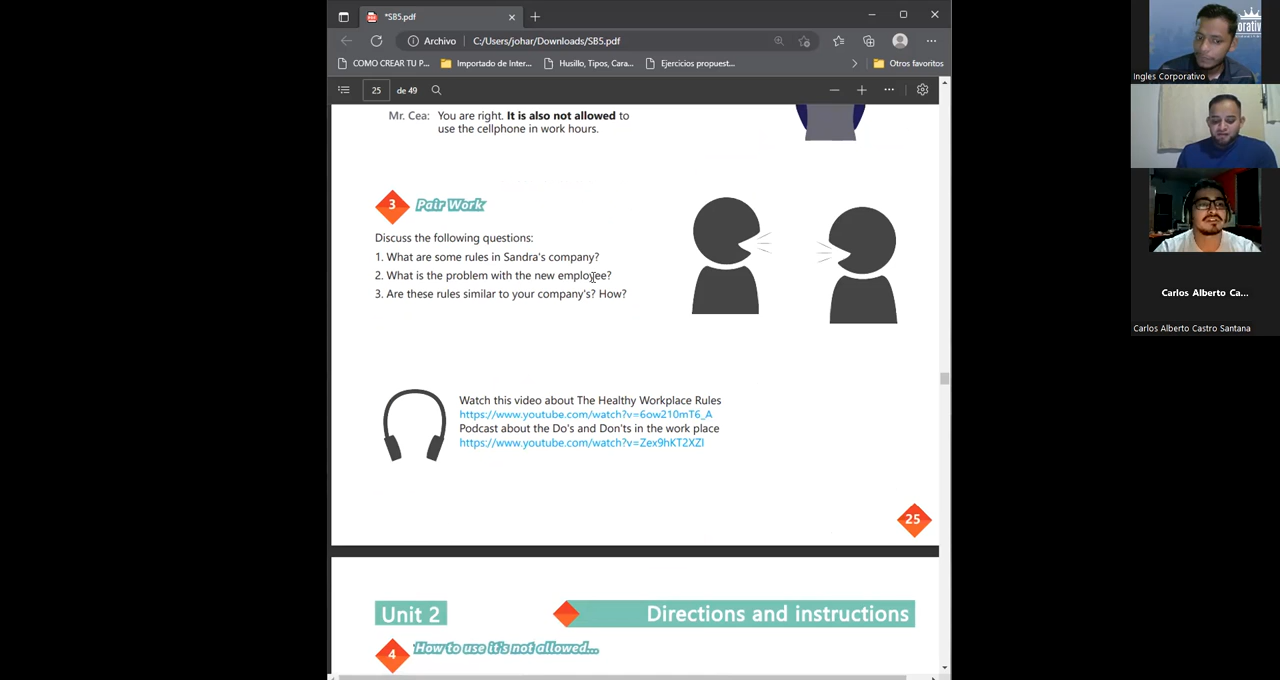 *SB5.pdf
Archivo C:/Users/johar/Downloads/SB5.pdf
COMO CREAR TU P... Importado de Inter... Husillo, Tipos, Cara... Ejercicios propuest... Otros favoritos
25 de 49
Mr. Cea: You are right. It is also not allowed to
use the cellphone in work hours.
3 Pair Work
Discuss the following questions:
1. What are some rules in Sandra's company?
2. What is the problem with the new employee?
3. Are these rules similar to your company's? How?
Watch this video about The Healthy Workplace Rules
https://www.youtube.com/watch?v=6ow210mT6_A
Podcast about the Do's and Don'ts in the work place
https://www.youtube.com/watch?v=Zex9hKT2XZI
25
Unit 2 Directions and instructions
4 How to use it's not allowed...
orativ
Ingles Corporativo
Carlos Alberto Ca...
Carlos Alberto Castro Santana